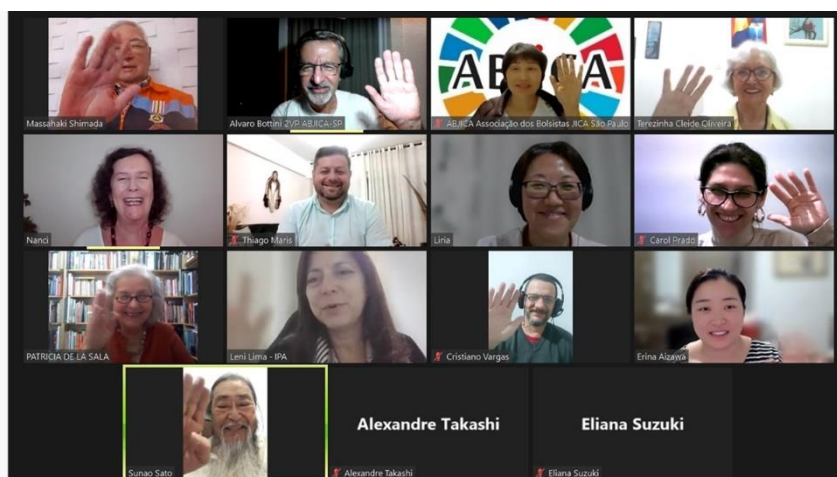 Massahaki Shimada
Alvaro Bottini 2VP ABJICA-SP
ABJICA
ABJICA Associação dos Bolsistas JICA São Paulo
Terezinha Cleide Oliveira
Nanci
Thiago Maris
Liria
Carol Prado
PATRICIA DE LA SALA
Leni Lima - IPA
Cristiano Vargas
Erina Aizawa
Sunao Sato
Alexandre Takashi
Alexandre Takashi
Eliana Suzuki
Eliana Suzuki